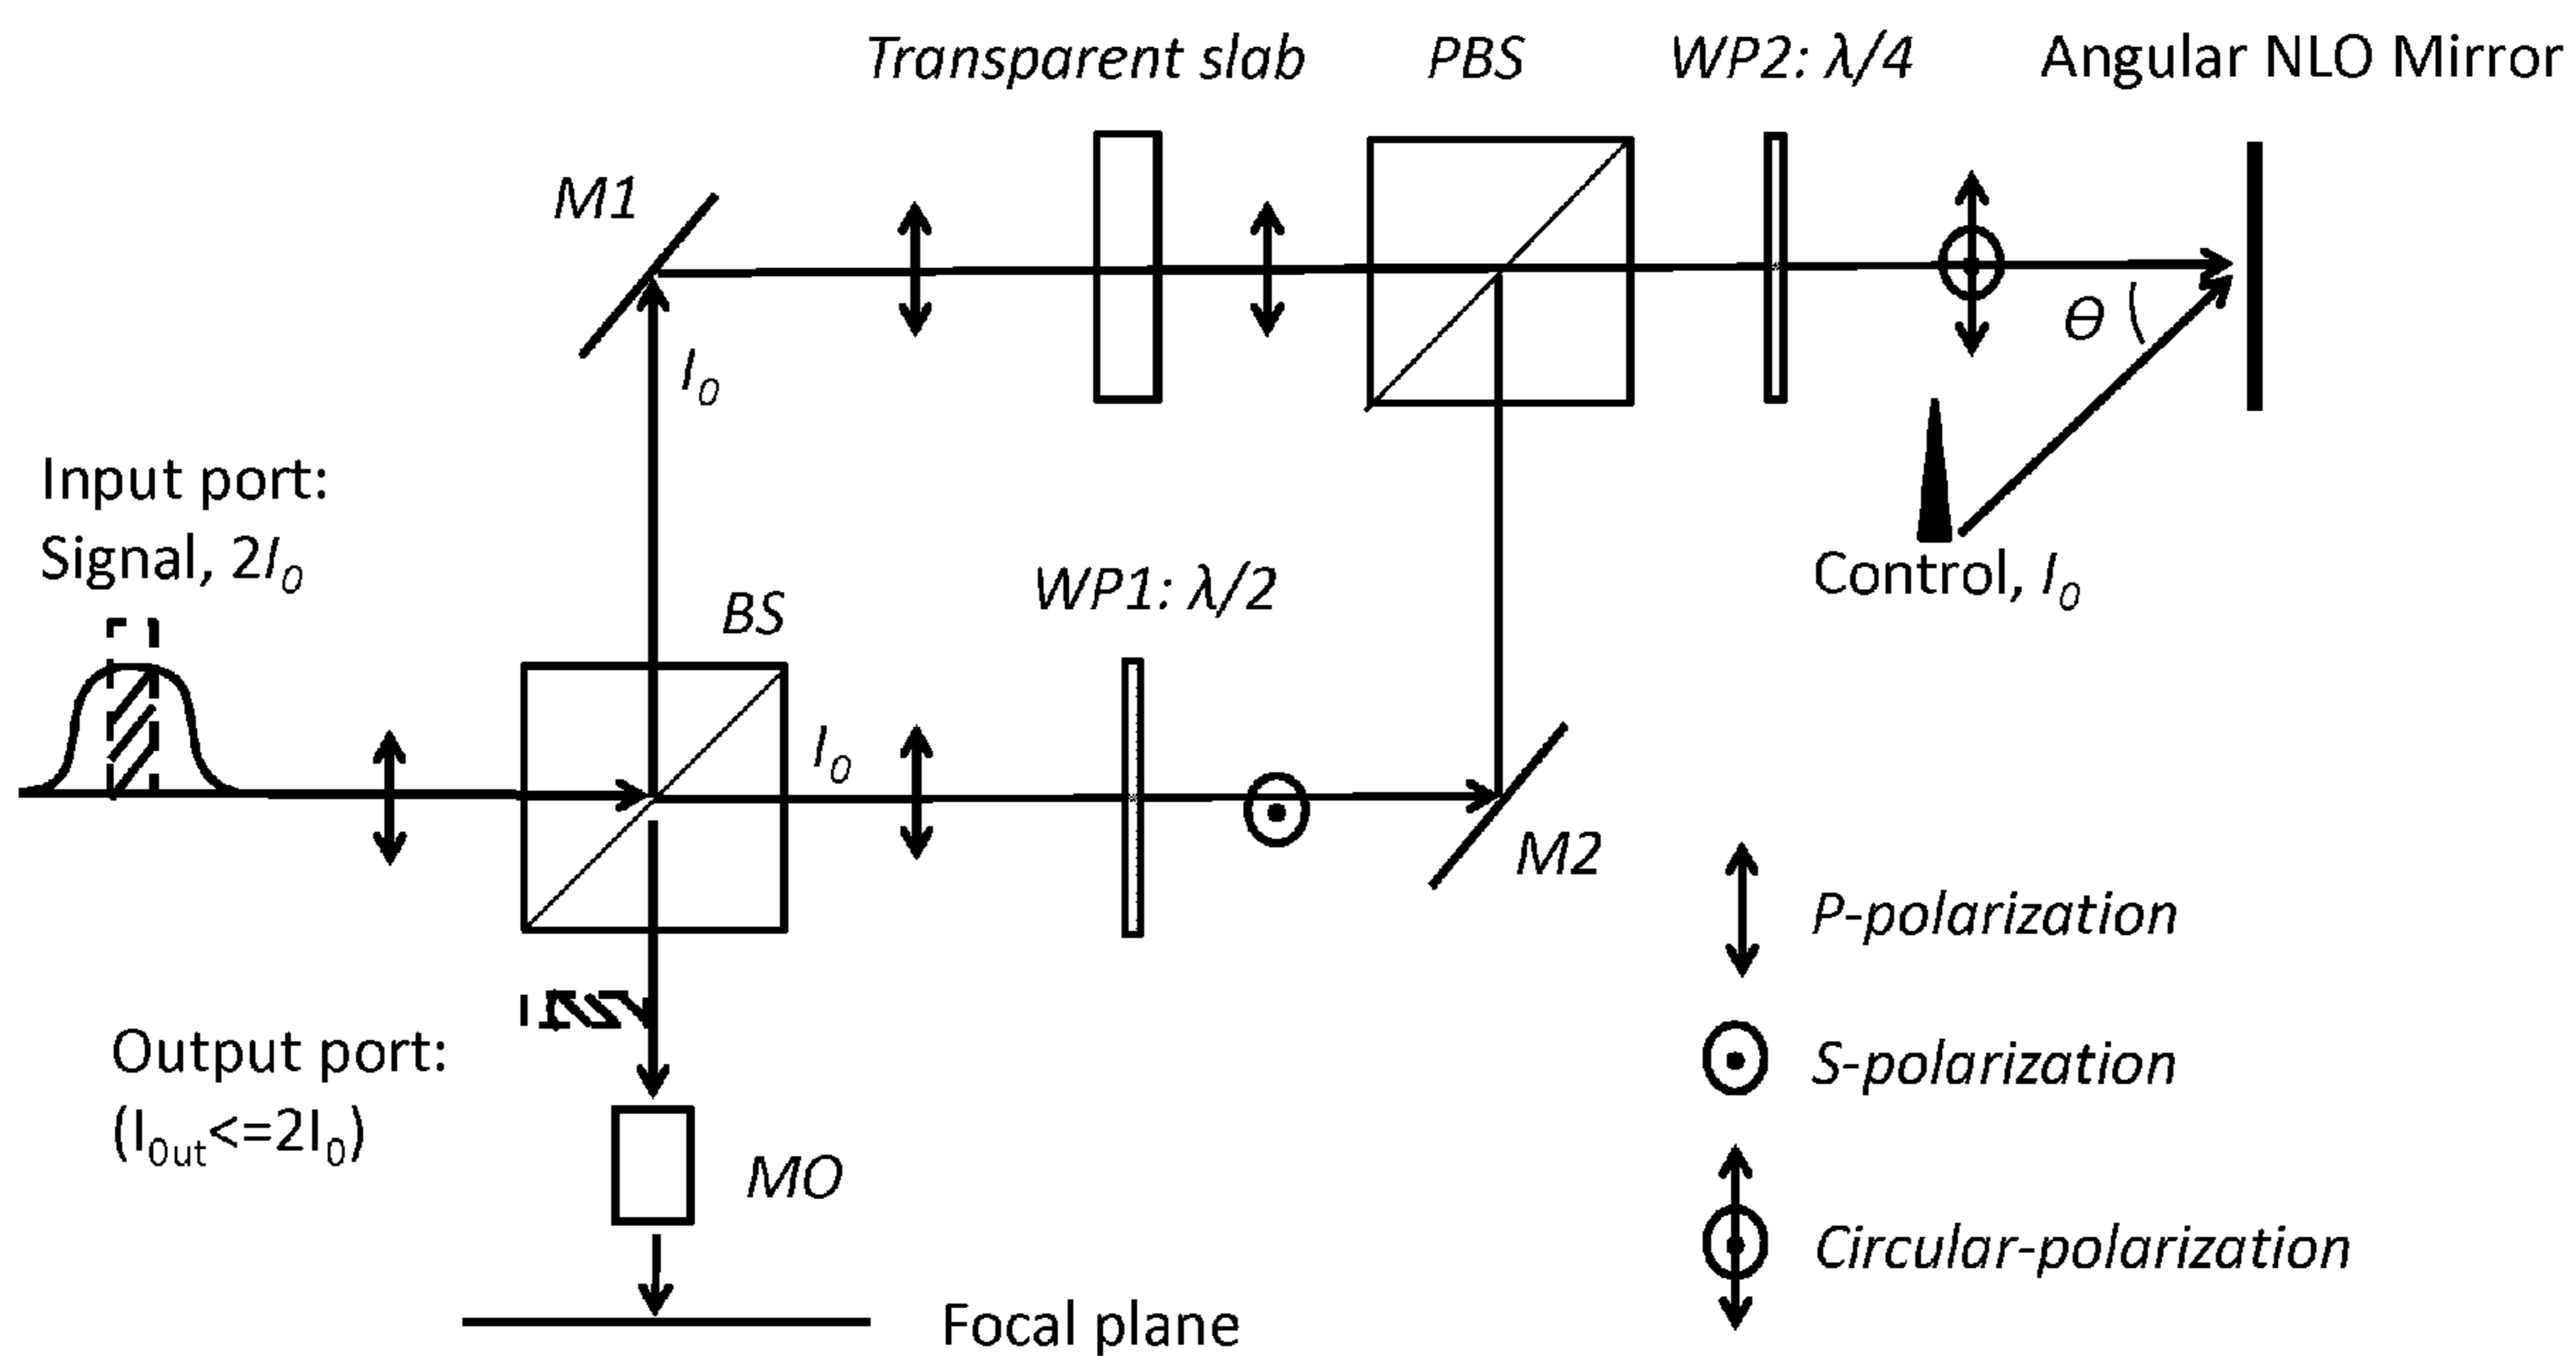 Transparent slab
PBS
WP2: λ/4
Angular NLO Mirror
M1
I₀
θ
Input port:
Signal, 2I₀
Control, I₀
WP1: λ/2
BS
I₀
M2
P-polarization
Output port:
(I₀ᵤₜ<=2I₀)
S-polarization
MO
Circular-polarization
Focal plane